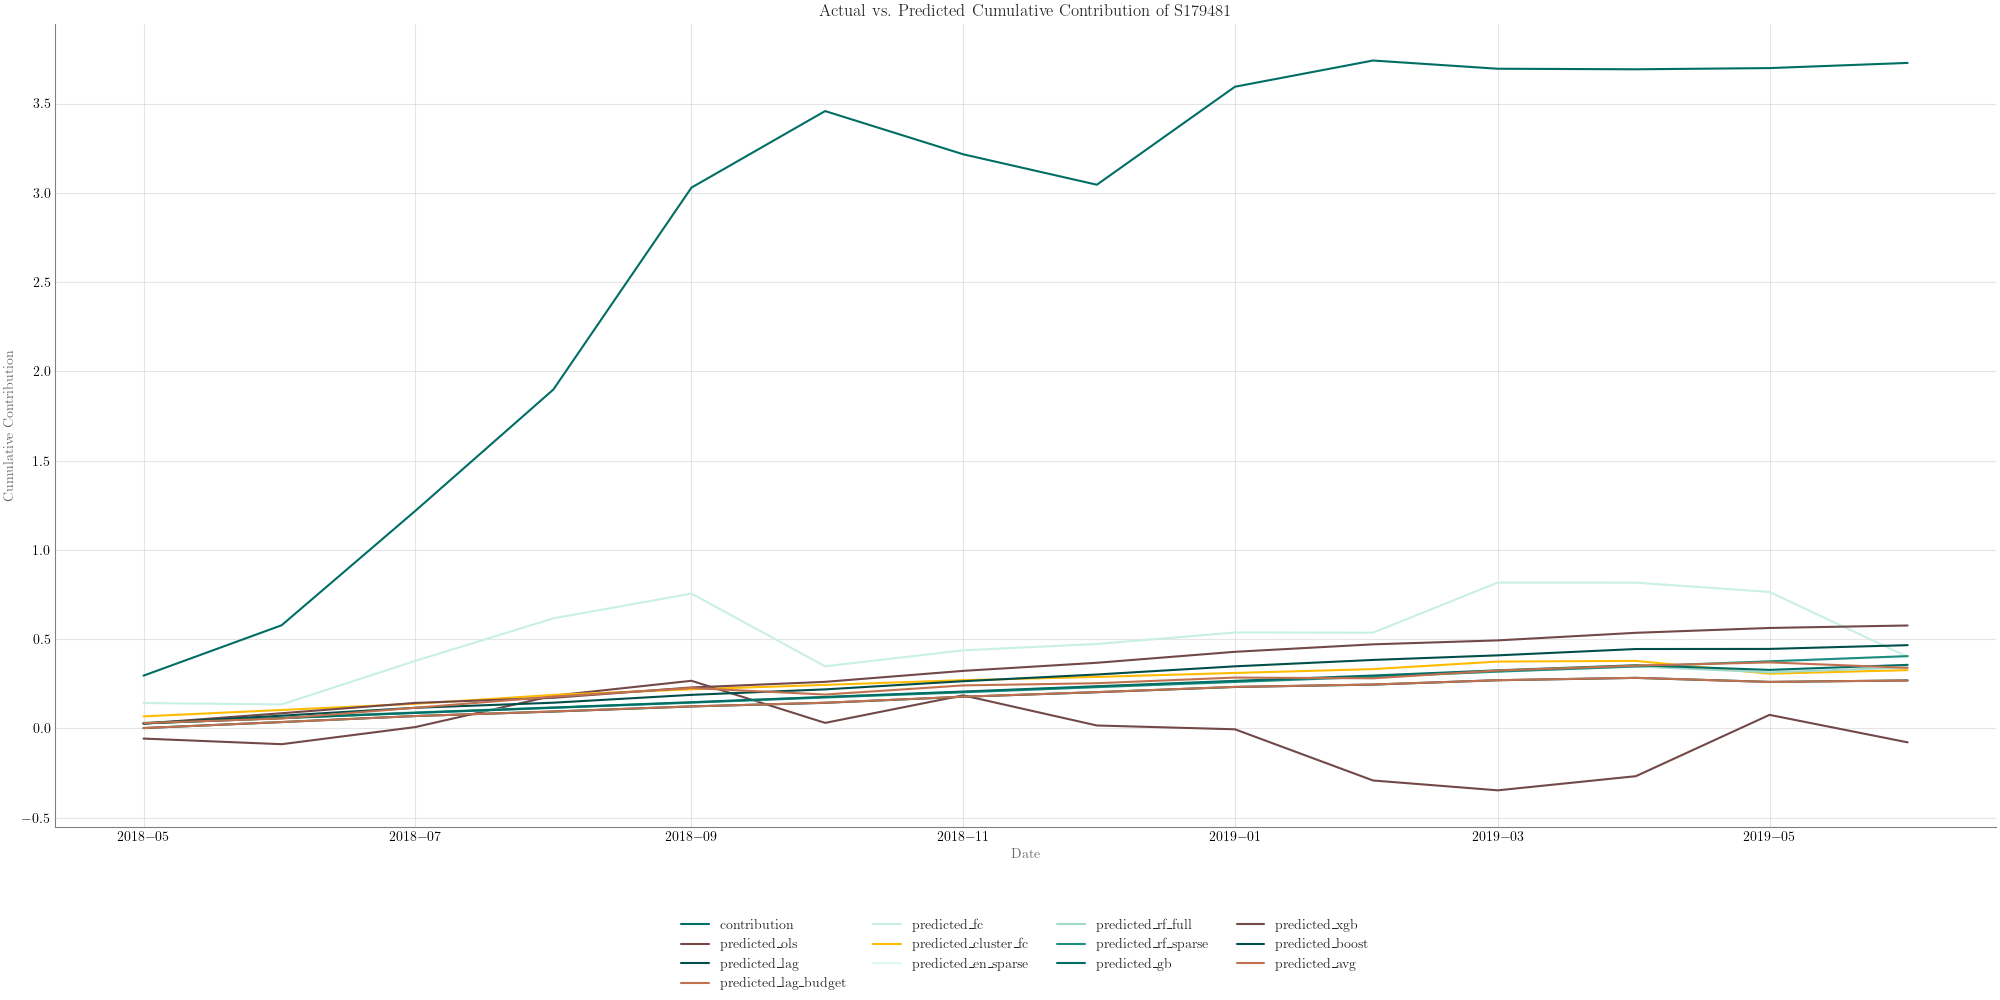 Actual vs. Predicted Cumulative Contribution of S179481
Cumulative Contribution
3.5
3.0
2.5
2.0
1.5
1.0
0.5
0.0
−0.5
2018−05 2018−07 2018−09 2018−11 2019−01 2019−03 2019−05
Date
contribution predicted_fc predicted_rf_full predicted_xgb
predicted_ols predicted_cluster_fc predicted_rf_sparse predicted_boost
predicted_lag predicted_en_sparse predicted_gb predicted_avg
predicted_lag_budget